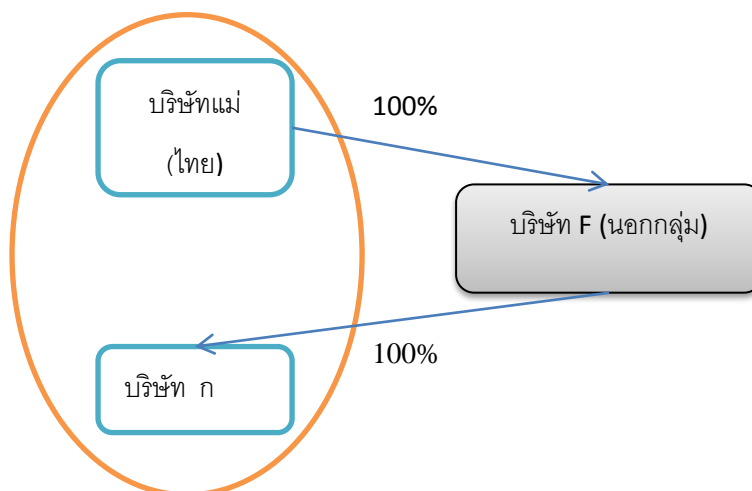 บริษัทแม่
(ไทย)
100%
บริษัท F (นอกกลุ่ม)
100%
บริษัท ก